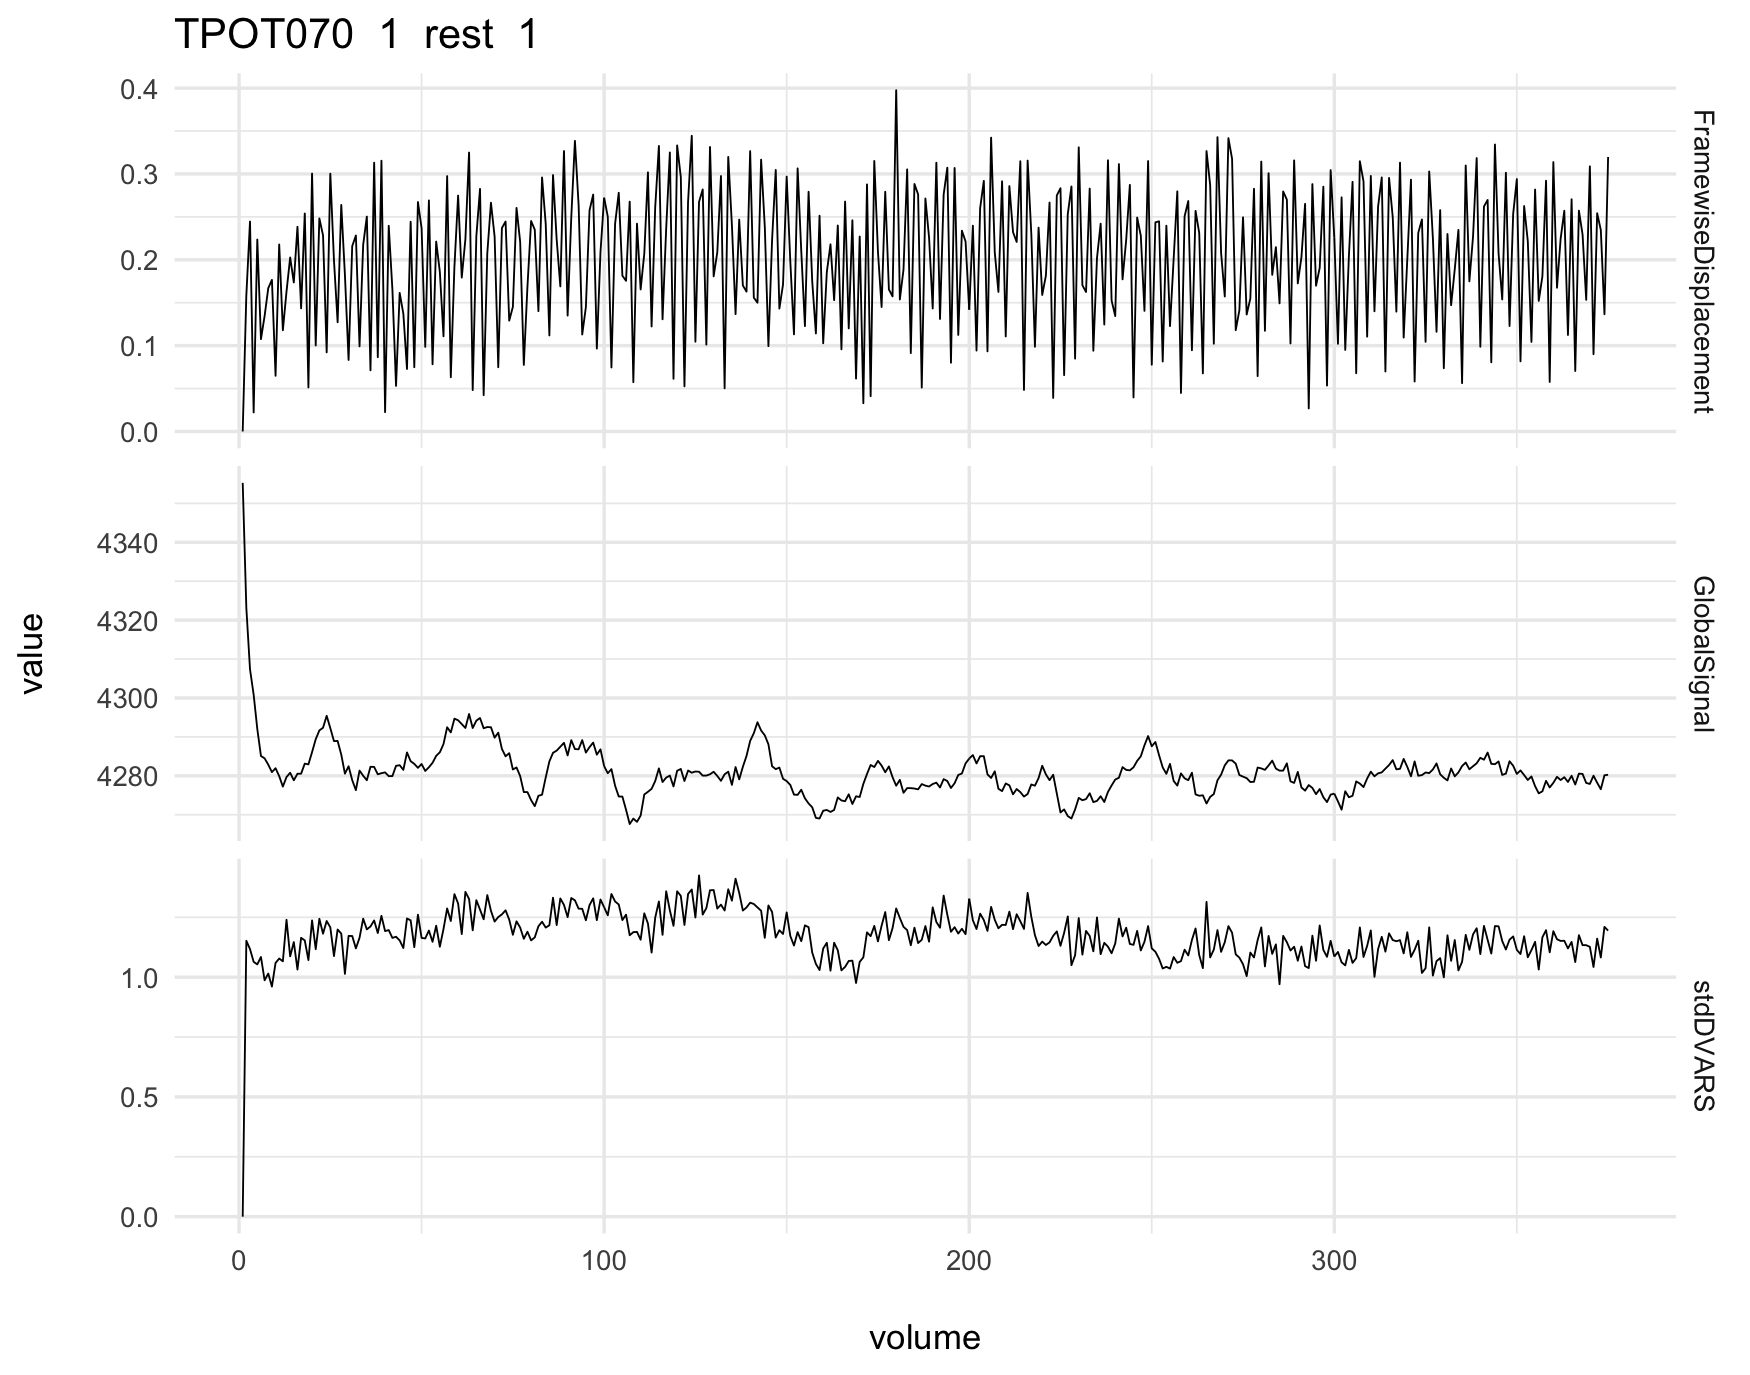 TPOT070 1 rest 1
0.4
0.3
0.2
0.1
0.0
FramewiseDisplacement
4340
4320
4300
4280
GlobalSignal
value
1.0
0.5
0.0
stdDVARS
0 100 200 300
volume